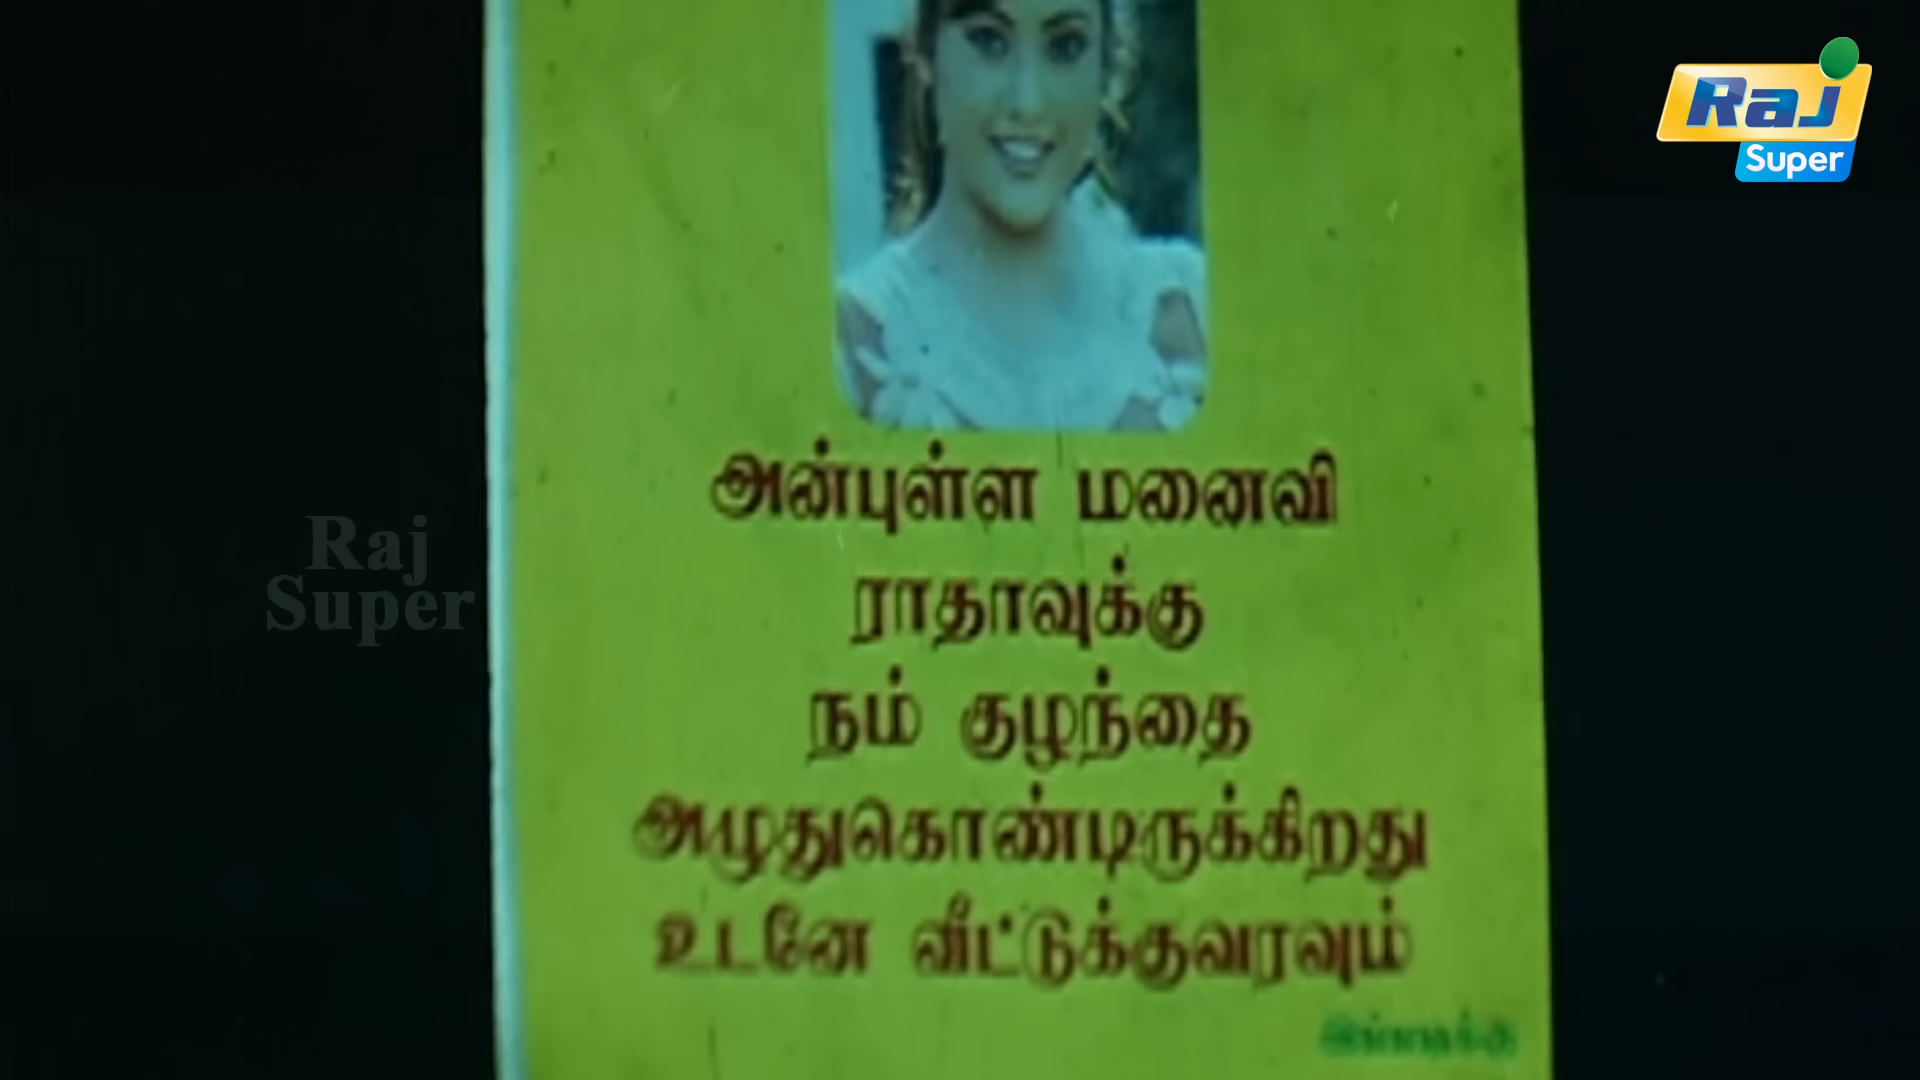 Raj
Super
Raj
Super
அன்புள்ள மனைவி
ராதாவுக்கு
நம் குழந்தை
அழுதுகொண்டிருக்கிறது
உடனே வீட்டுக்குவரவும்